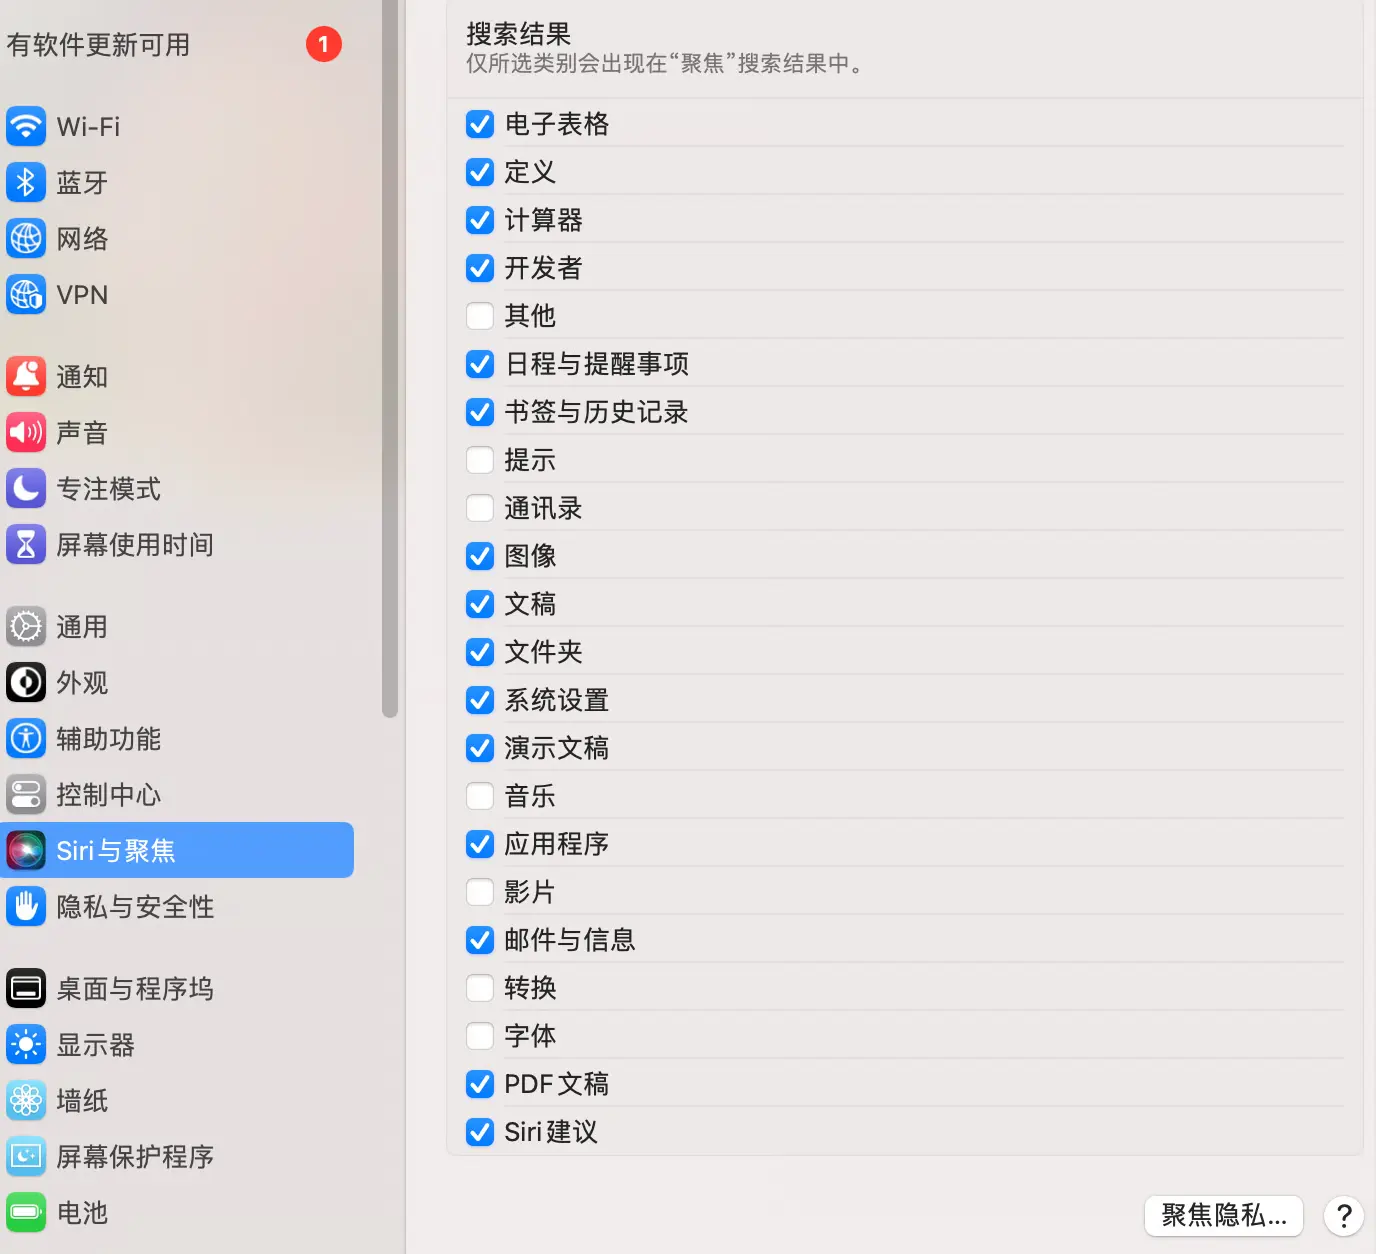 有软件更新可用
1
Wi-Fi
蓝牙
网络
VPN
通知
声音
专注模式
屏幕使用时间
通用
外观
辅助功能
控制中心
Siri与聚焦
隐私与安全性
桌面与程序坞
显示器
墙纸
屏幕保护程序
电池
搜索结果
仅所选类别会出现在“聚焦”搜索结果中。
电子表格
定义
计算器
开发者
其他
日程与提醒事项
书签与历史记录
提示
通讯录
图像
文稿
文件夹
系统设置
演示文稿
音乐
应用程序
影片
邮件与信息
转换
字体
PDF文稿
Siri建议
聚焦隐私...
?